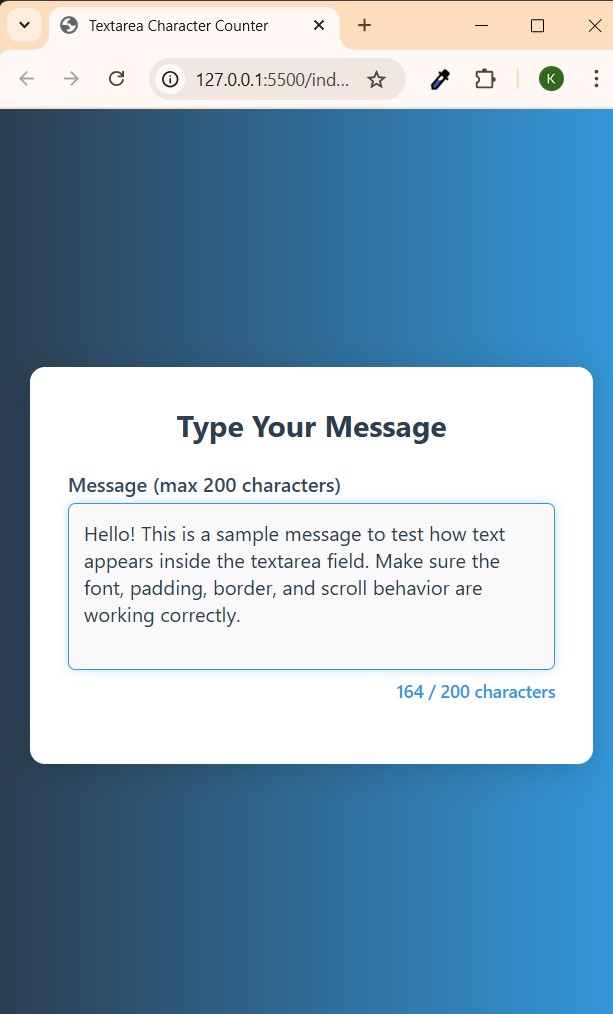 Textarea Character Counter
127.0.0.1:5500/ind...
K
Type Your Message
Message (max 200 characters)
Hello! This is a sample message to test how text
appears inside the textarea field. Make sure the
font, padding, border, and scroll behavior are
working correctly.
164 / 200 characters